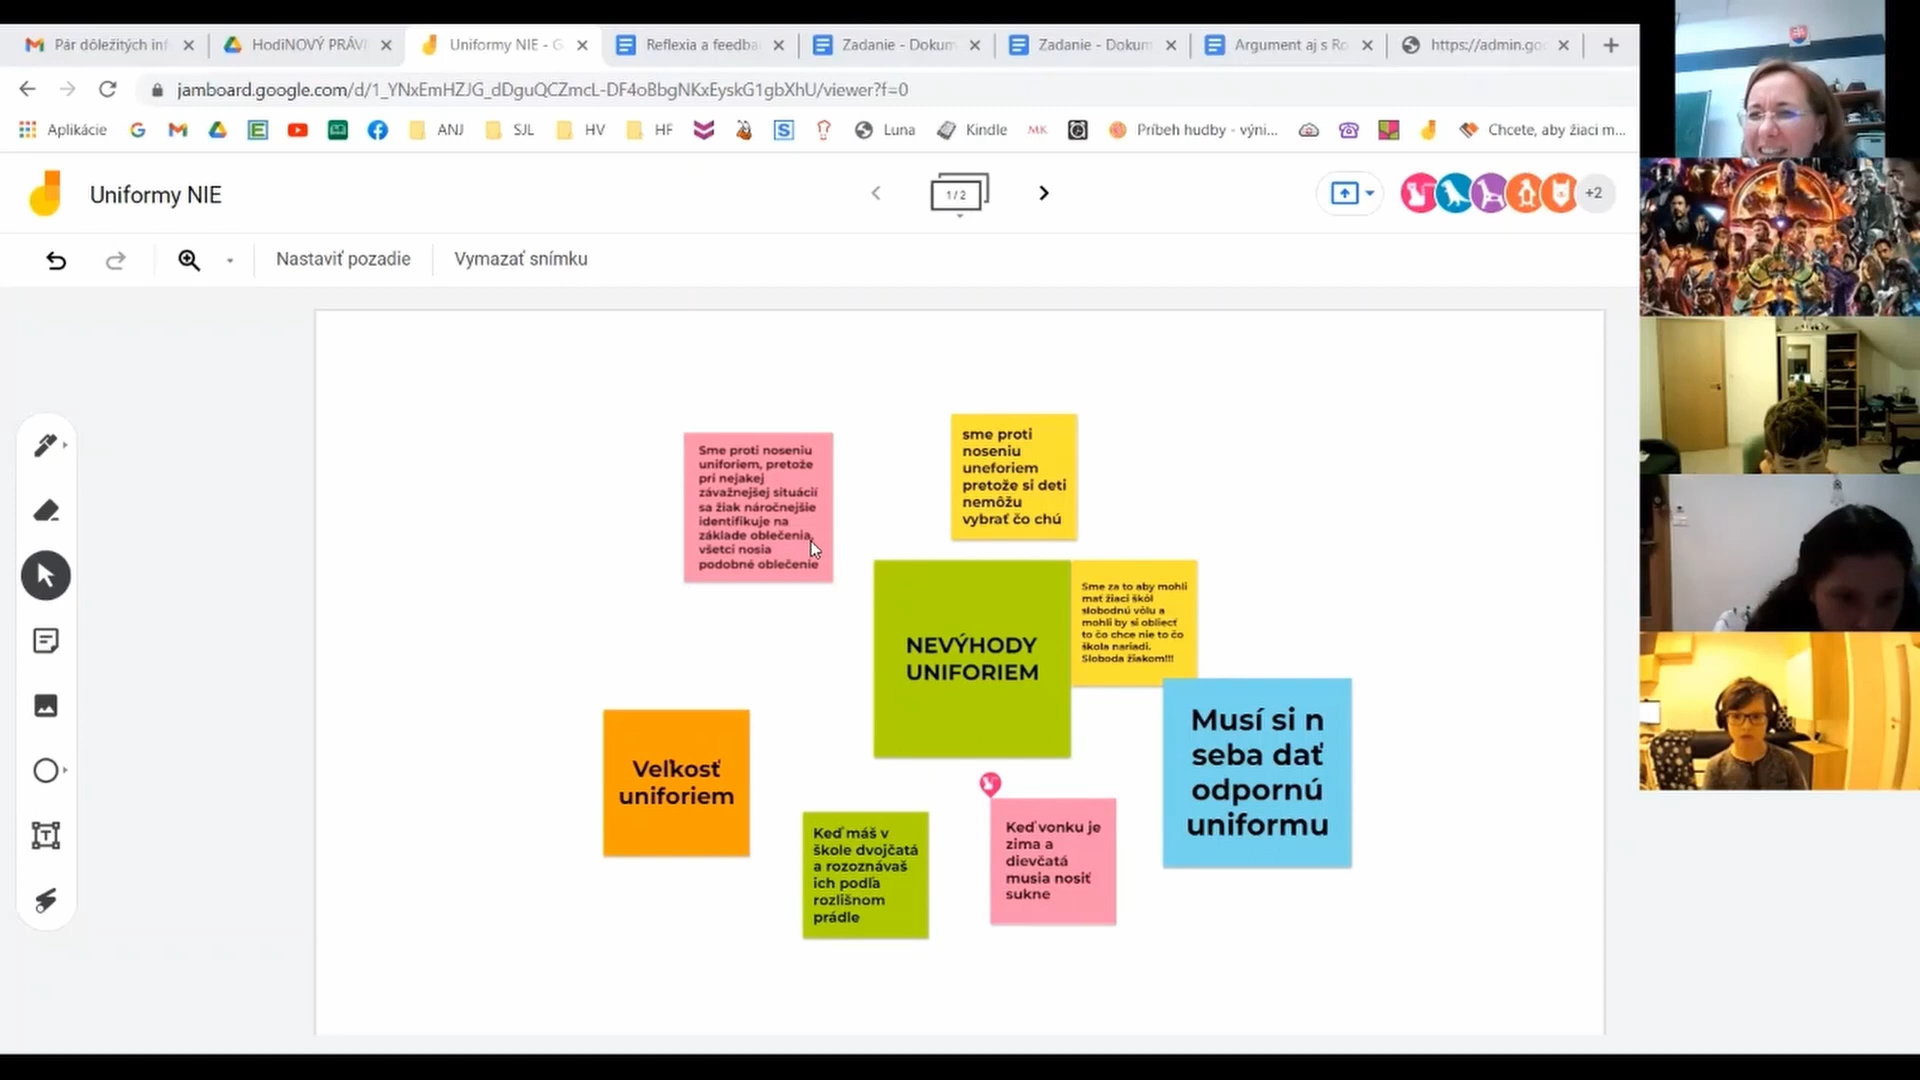 Pár dôležitých inf
HodiNOVÝ PRÁV
Uniformy NIE - G
Reflexia a feedba
Zadanie - Dokum
Zadanie - Dokum
Argument aj s Ro
https://admin.go
jamboard.google.com/d/1_YNxEmHZJG_dDguQCZmcL-DF4oBbgNKxEyskG1gbXhU/viewer?f=0
Aplikácie
ANJ
SJL
HV
HF
Luna
Kindle
MK
Príbeh hudby - výni...
Chcete, aby žiaci m...
Uniformy NIE
1/2
+2
Nastaviť pozadie
Vymazať snímku
Sme proti noseniu
uniforiem, pretože
pri nejakej
závažnejšej situácií
sa žiak náročnejšie
identifikuje na
základe oblečenia,
všetci nosia
podobné oblečenie
sme proti
noseniu
uneforiem
pretože si deti
nemôžu
vybrať čo chú
NEVÝHODY
UNIFORIEM
Sme za to aby mohli
mať žiaci škól
slobodnú vôlu a
mohli by si obliecť
to čo chce nie to čo
škola nariadi.
Sloboda žiakom!!!
Veľkosť
uniforiem
Musí si n
seba dať
odpornú
uniformu
Keď máš v
škole dvojčatá
a rozoznávaš
ich podľa
rozlišnom
prádle
Keď vonku je
zima a
dievčatá
musia nosiť
sukne